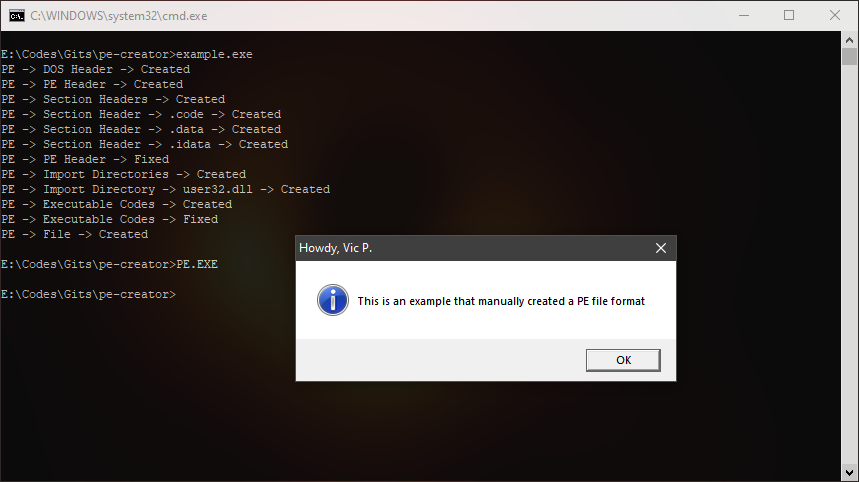 C:\WINDOWS\system32\cmd.exe
E:\Codes\Gits\pe-creator>example.exe
PE -> DOS Header -> Created
PE -> PE Header -> Created
PE -> Section Headers -> Created
PE -> Section Header -> .code -> Created
PE -> Section Header -> .data -> Created
PE -> Section Header -> .idata -> Created
PE -> PE Header -> Fixed
PE -> Import Directories -> Created
PE -> Import Directory -> user32.dll -> Created
PE -> Executable Codes -> Created
PE -> Executable Codes -> Fixed
PE -> File -> Created
E:\Codes\Gits\pe-creator>PE.EXE
E:\Codes\Gits\pe-creator>
Howdy, Vic P.
This is an example that manually created a PE file format
OK